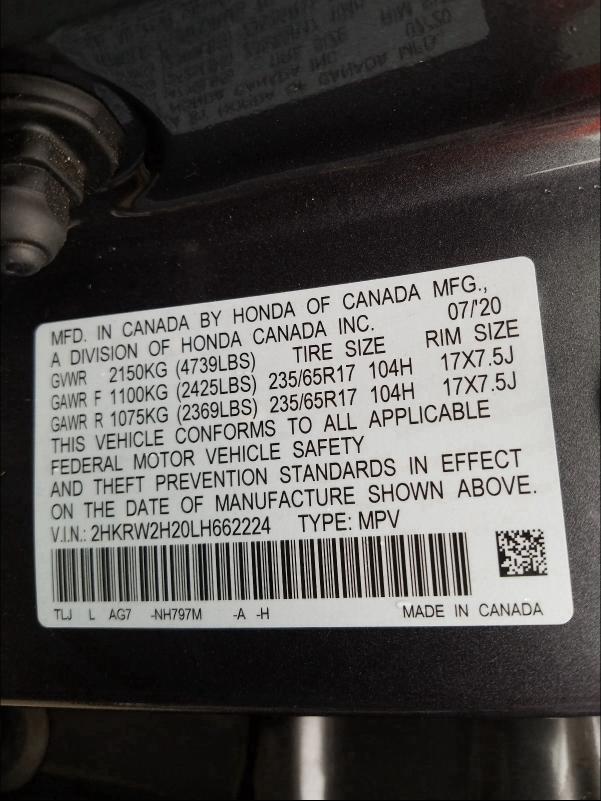 MFD. IN CANADA BY HONDA OF CANADA MFG.,
A DIVISION OF HONDA CANADA INC. 07/'20
GVWR 2150KG (4739LBS) TIRE SIZE RIM SIZE
GAWR F 1100KG (2425LBS) 235/65R17 104H 17X7.5J
GAWR R 1075KG (2369LBS) 235/65R17 104H 17X7.5J
THIS VEHICLE CONFORMS TO ALL APPLICABLE
FEDERAL MOTOR VEHICLE SAFETY
AND THEFT PREVENTION STANDARDS IN EFFECT
ON THE DATE OF MANUFACTURE SHOWN ABOVE.
V.I.N.: 2HKRW2H20LH662224 TYPE: MPV
TLJ L AG7 -NH797M -A -H MADE IN CANADA